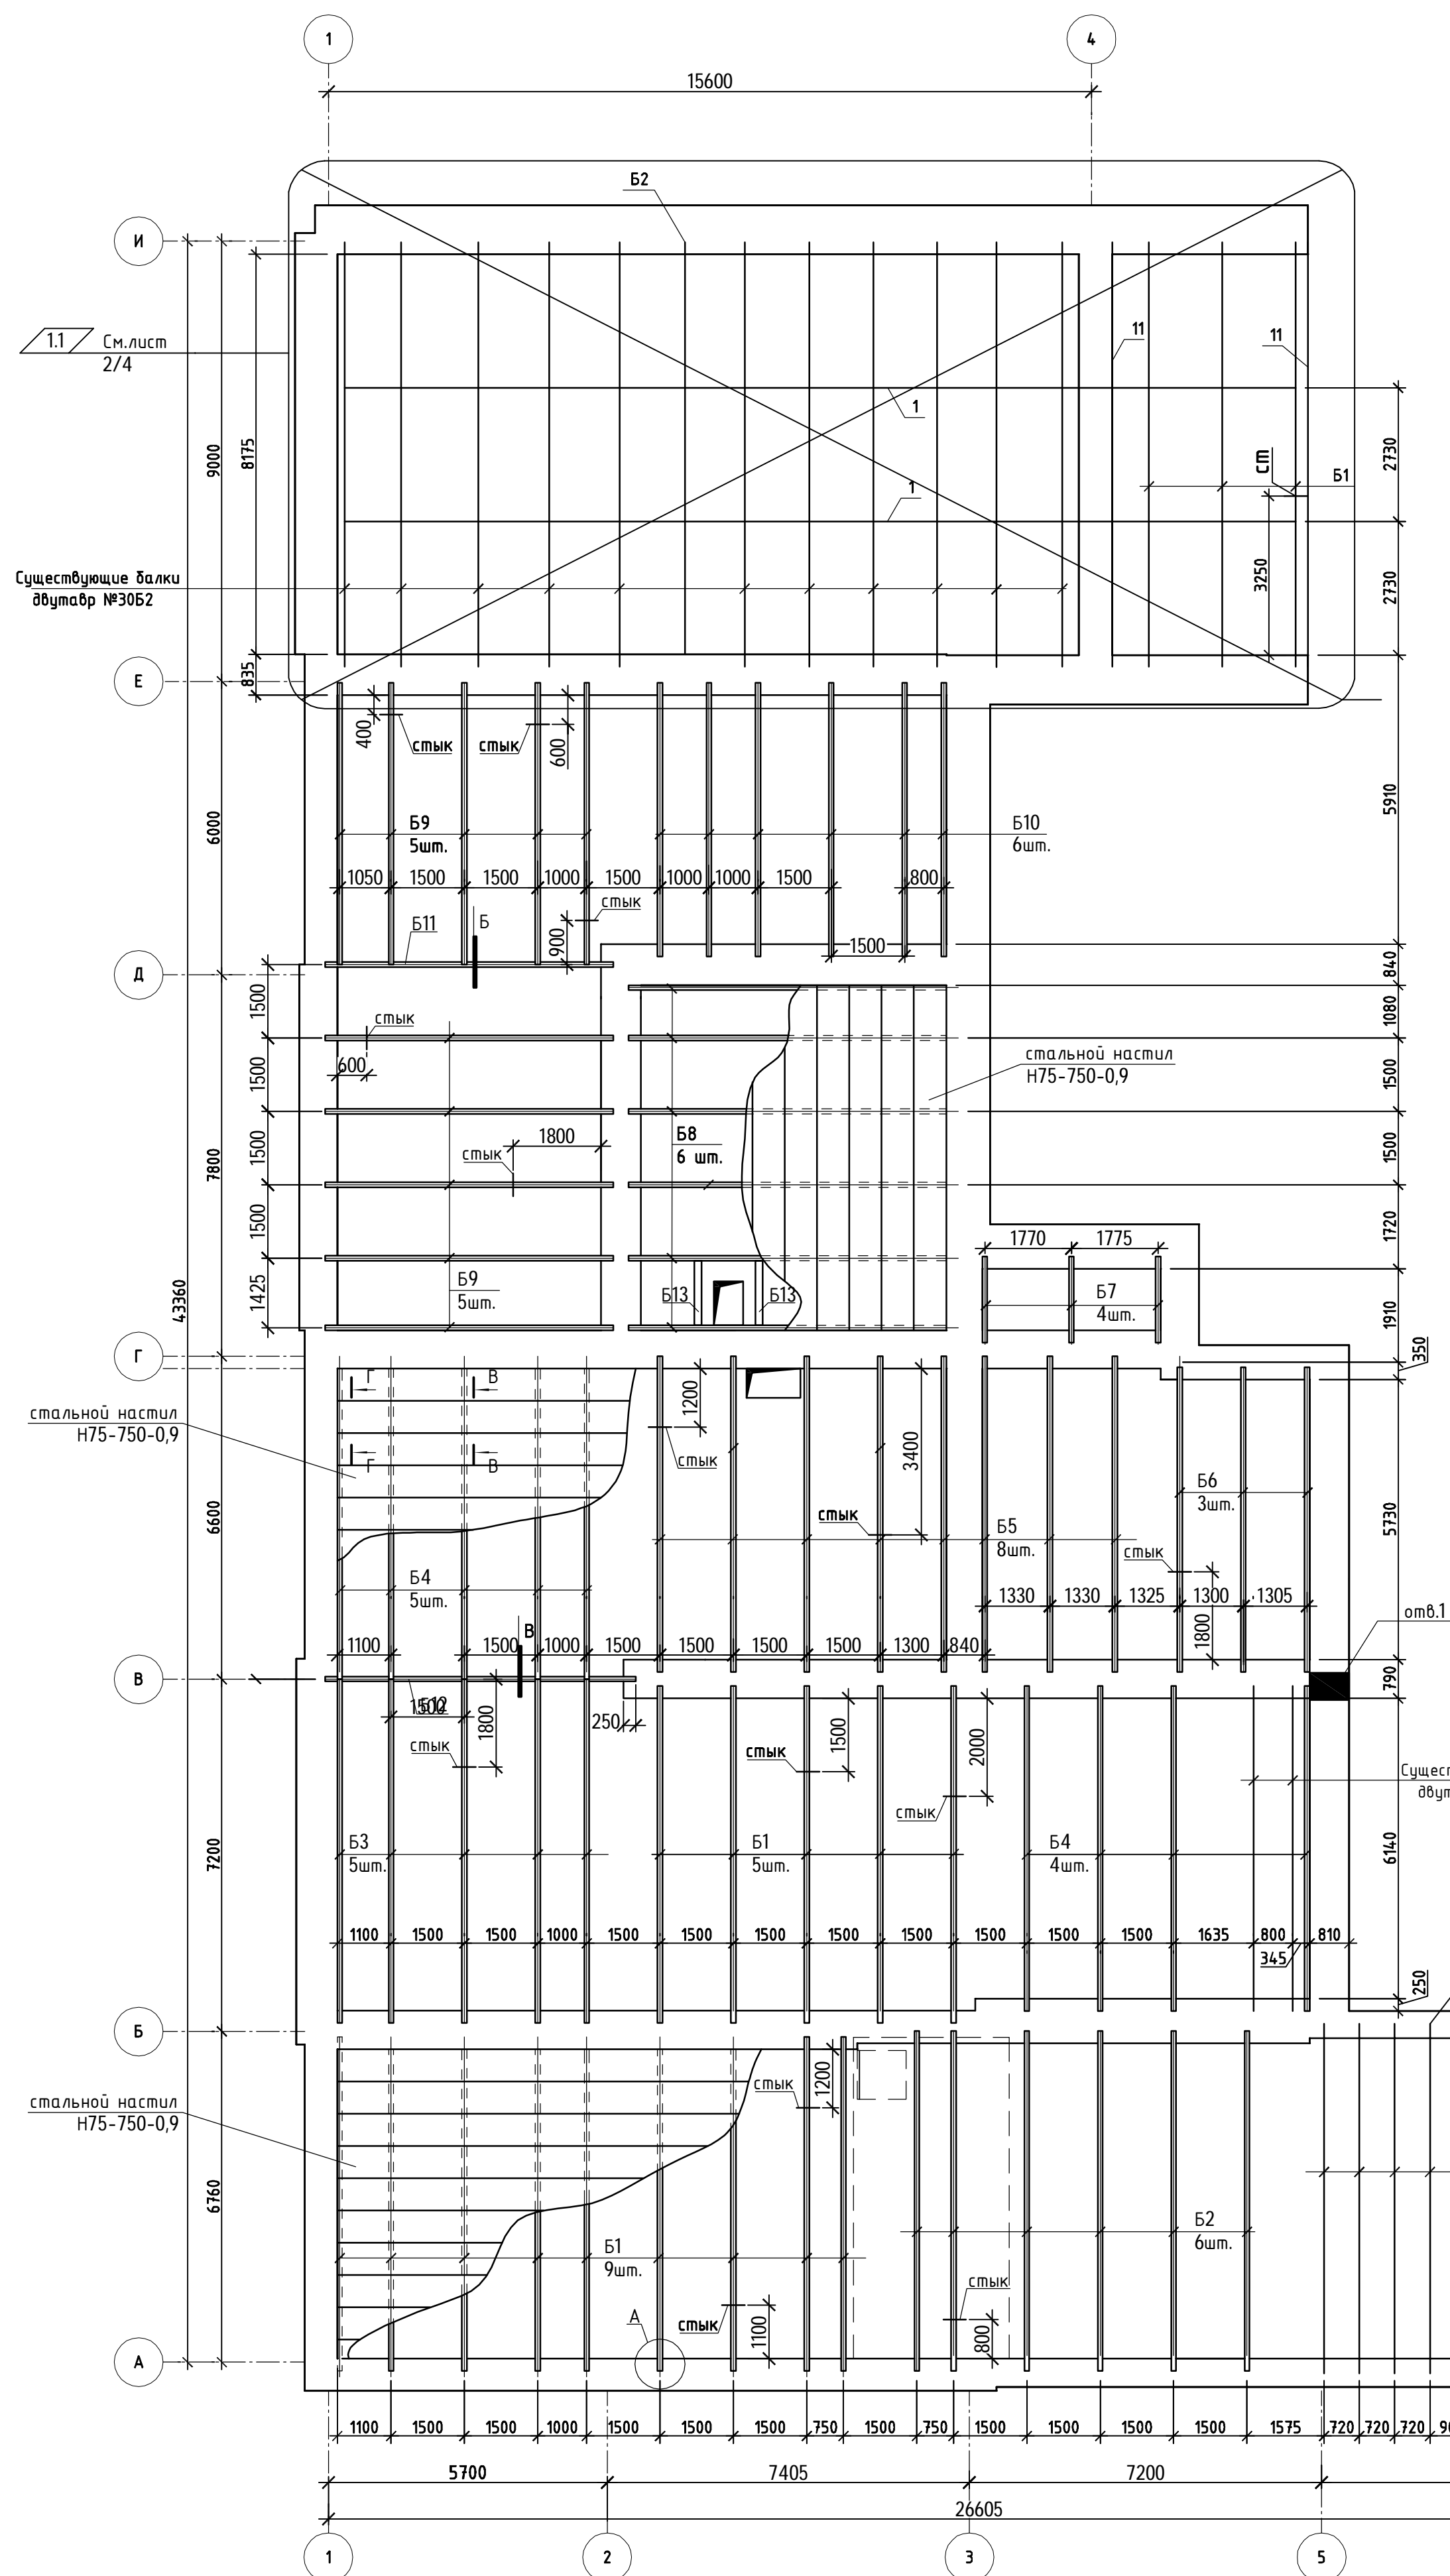 1
4
15600
Б2
И
11
11
1.1
См.лист
2/4
1
9000
8175
2730
ст
Б1
1
3250
2730
Существующие балки
двутавр №30Б2
Е
835
400
стык
стык
600
5910
6000
Б9
5шт.
Б10
6шт.
1050
1500
1500
1000
1500
1000
1000
1500
800
стык
Б11
Б
900
1500
Д
840
1500
1080
стык
600
стальной настил
Н75-750-0,9
1500
1500
1800
Б8
6 шт.
стык
7800
1500
1500
1500
1720
1770
1775
43360
1425
Б9
5шт.
Б13
Б13
Б7
4шт.
1910
Г
350
Г
В
1200
стальной настил
Н75-750-0,9
Г
В
стык
3400
Б6
3шт.
6600
стык
Б5
8шт.
5730
стык
Б4
5шт.
1330
1330
1325
1300
1305
отв.1
1800
1100
1500
В
1000
1500
1500
1500
1500
1300
840
В
790
1500
Б12
1800
250
1500
2000
стык
стык
стык
Сущест
двут
Б3
5шт.
Б1
5шт.
Б4
4шт.
7200
6140
1100
1500
1500
1000
1500
1500
1500
1500
1500
1500
1500
1500
1635
800
810
345
250
Б
стык
1200
стальной настил
Н75-750-0,9
6760
Б2
6шт.
Б1
9шт.
стык
А
стык
1100
800
А
1100
1500
1500
1000
1500
1500
1500
750
1500
750
1500
1500
1500
1500
1575
720
720
720
5700
7405
7200
26605
1
2
3
5